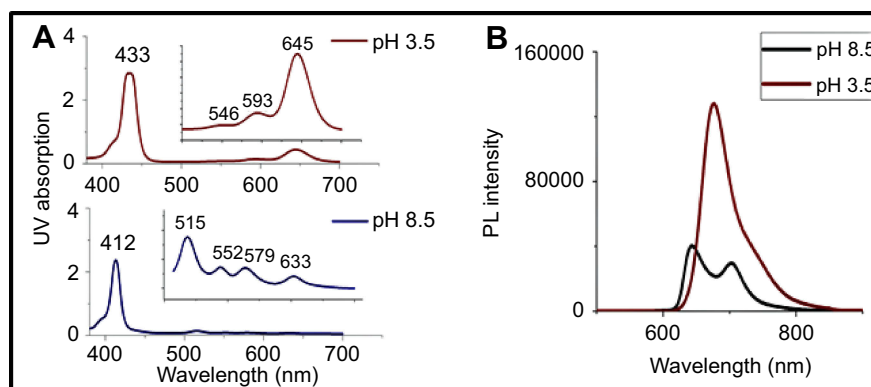 A
UV absorption
4
2
0
433
pH 3.5
546
593
645
400
500
600
700
4
2
0
412
pH 8.5
515
552
579
633
400
500
600
700
Wavelength (nm)
B
PL intensity
160000
80000
0
pH 8.5
pH 3.5
600
800
Wavelength (nm)